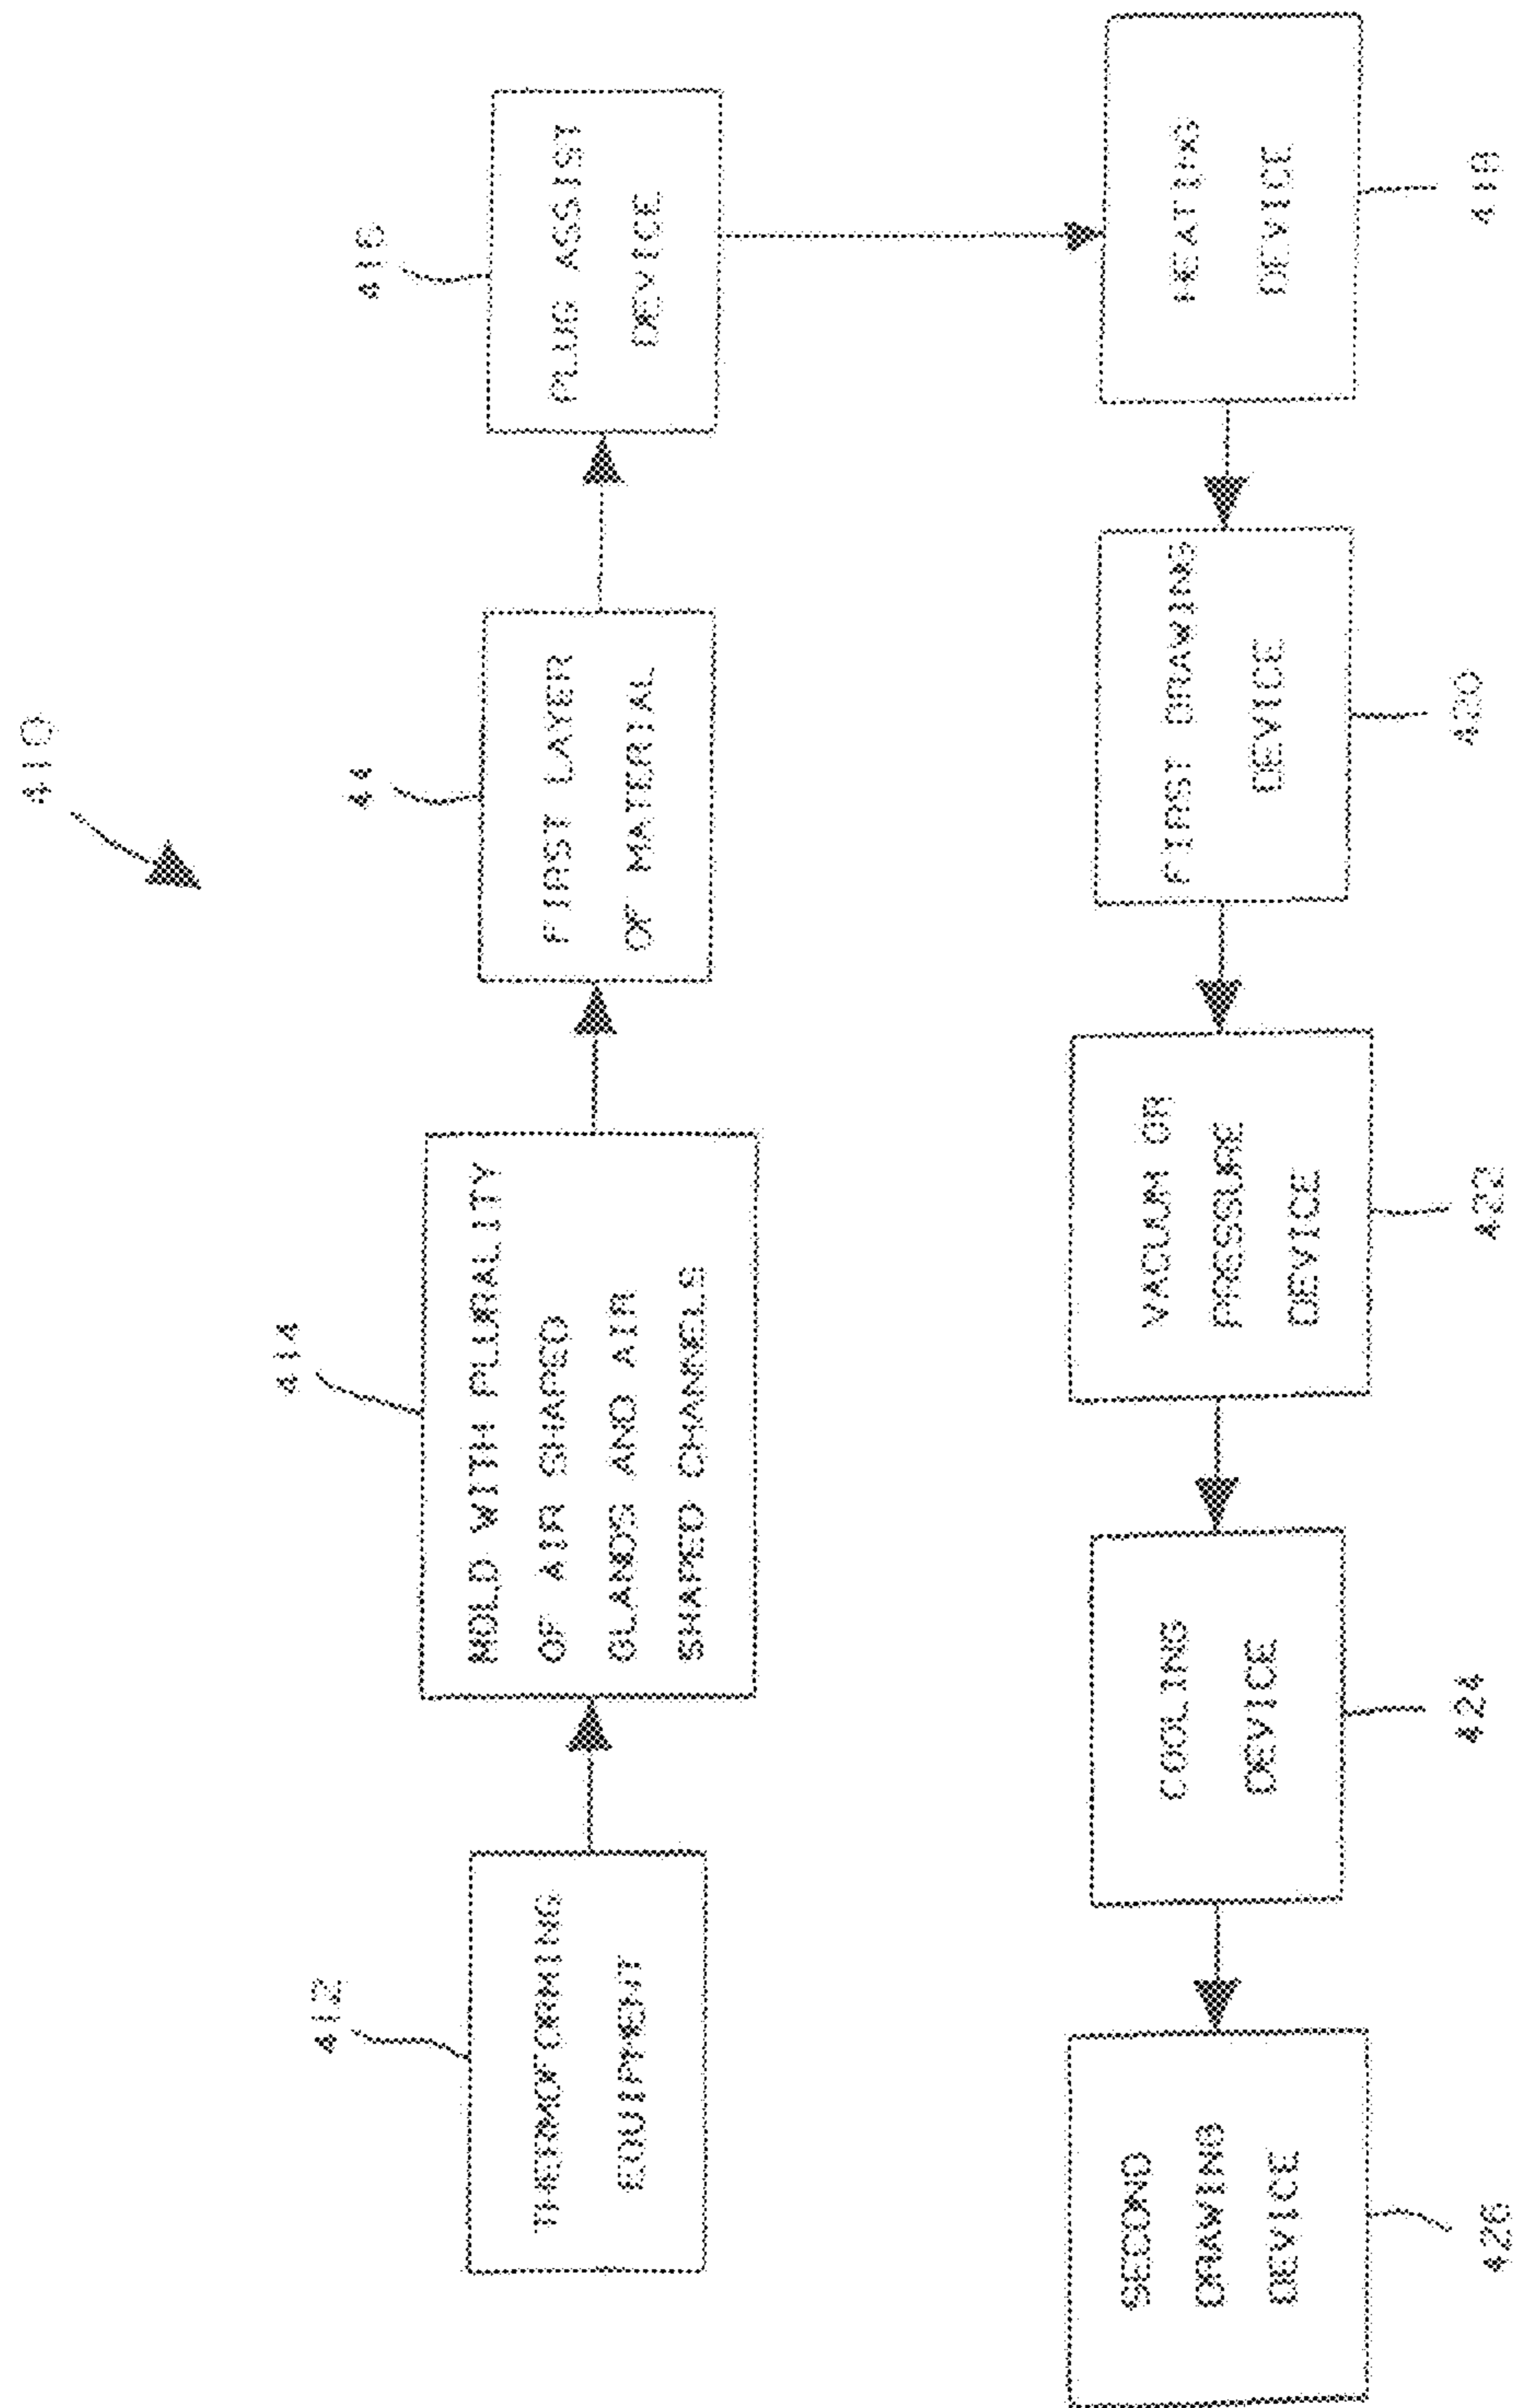 410
412
THERMOFORMING
EQUIPMENT
414
MOLD WITH PLURALITY
OF AIR SHAPED
GLANDS AND AIR
SHAPED CHANNELS
44
FIRST LAYER
OF MATERIAL
416
PLUG ASSIST
DEVICE
HEATING
DEVICE
418
FIRST DRAWING
DEVICE
420
VACUUM OR
PRESSURE
DEVICE
422
COOLING
DEVICE
424
SECOND
DRAWING
DEVICE
426